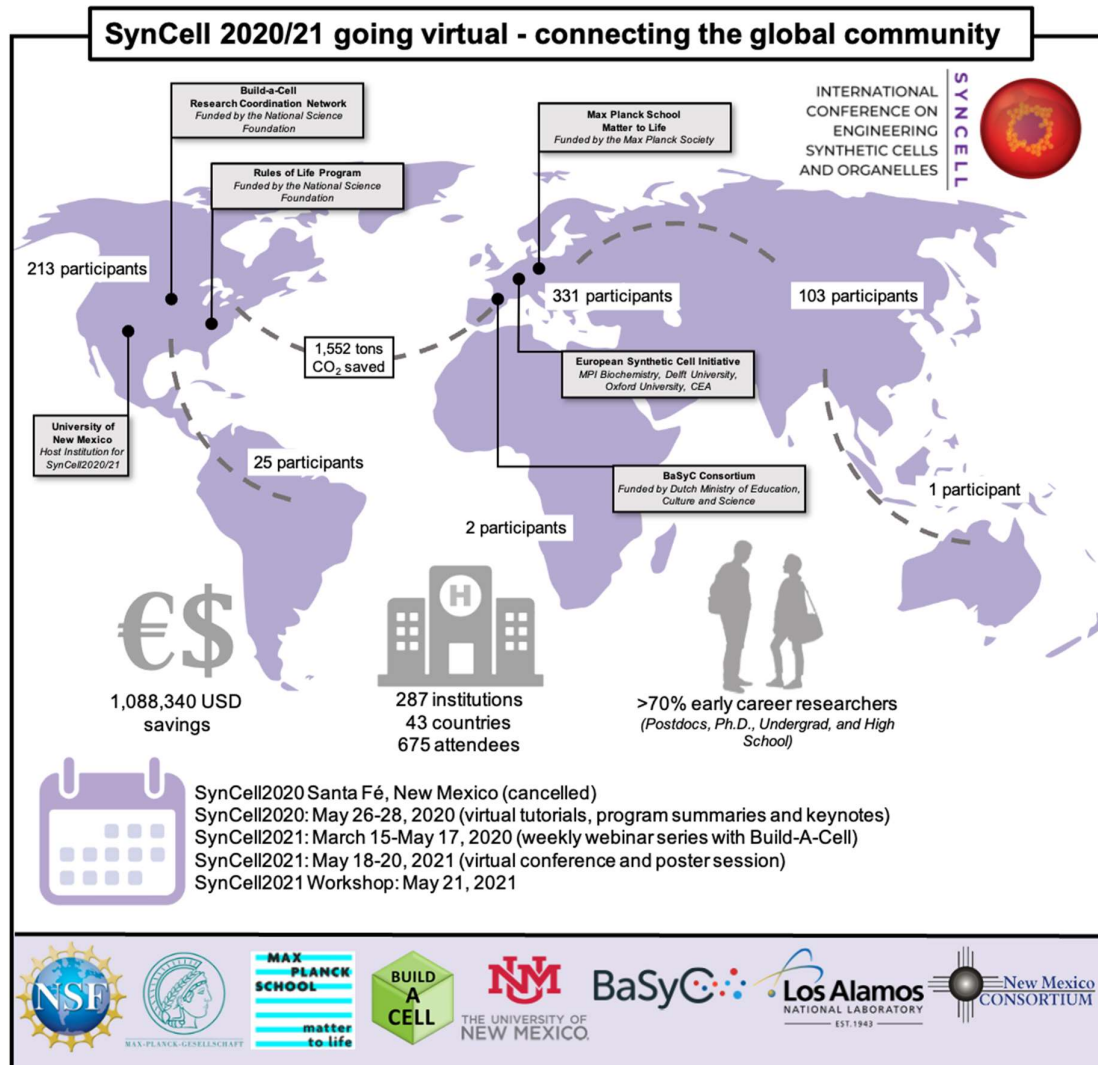 SynCell 2020/21 going virtual - connecting the global community
Build-a-Cell
Research Coordination Network
Funded by the National Science
Foundation
Rules of Life Program
Funded by the National Science
Foundation
Max Planck School
Matter to Life
Funded by the Max Planck Society
INTERNATIONAL
CONFERENCE ON
ENGINEERING
SYNTHETIC CELLS
AND ORGANELLES
SYNCELL
213 participants
331 participants
103 participants
1,552 tons
CO₂ saved
European Synthetic Cell Initiative
MPI Biochemistry, Delft University,
Oxford University, CEA
University of
New Mexico
Host Institution for
SynCell2020/21
25 participants
BaSyC Consortium
Funded by Dutch Ministry of Education,
Culture and Science
1 participant
2 participants
€$
H
1,088,340 USD
savings
287 institutions
43 countries
675 attendees
>70% early career researchers
(Postdocs, Ph.D., Undergrad, and High
School)
SynCell2020 Santa Fé, New Mexico (cancelled)
SynCell2020: May 26-28, 2020 (virtual tutorials, program summaries and keynotes)
SynCell2021: March 15-May 17, 2020 (weekly webinar series with Build-A-Cell)
SynCell2021: May 18-20, 2021 (virtual conference and poster session)
SynCell2021 Workshop: May 21, 2021
NSF
MAX-PLANCK-GESELLSCHAFT
MAX
PLANCK
SCHOOL
matter
to life
BUILD
A
CELL
NM
THE UNIVERSITY OF
NEW MEXICO.
BaSyC
Los Alamos
NATIONAL LABORATORY
EST.1943
New Mexico
CONSORTIUM